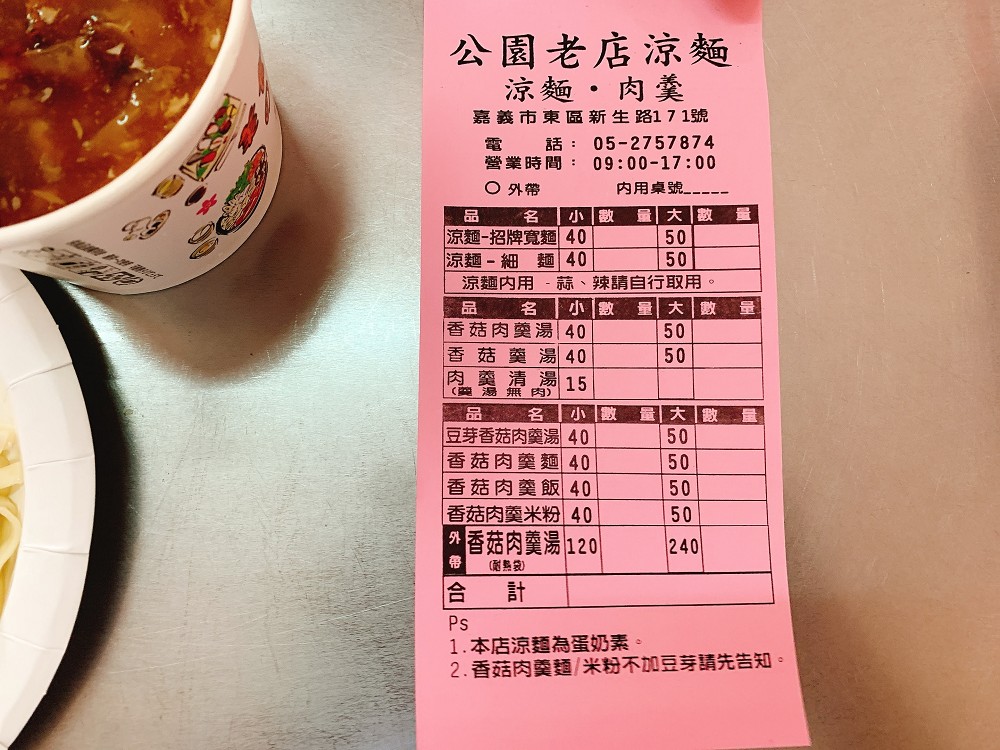 公園老店涼麵
涼麵・肉羹
嘉義市東區新生路171號
電話：05-2757874
營業時間：09:00-17:00
○外帶 內用桌號_____
品名 小 數量 大 數量
涼麵-招牌寬麵 40 50
涼麵-細麵 40 50
涼麵內用-蒜、辣請自行取用。
品名 小 數量 大 數量
香菇肉羹湯 40 50
香菇羹湯 40 50
肉羹清湯 15
(羹湯無肉)
品名 小 數量 大 數量
豆芽香菇肉羹湯 40 50
香菇肉羹麵 40 50
香菇肉羹飯 40 50
香菇肉羹米粉 40 50
外帶 香菇肉羹湯 120 240
(耐熱袋)
合計
Ps
1.本店涼麵為蛋奶素。
2.香菇肉羹麵/米粉不加豆芽請先告知。